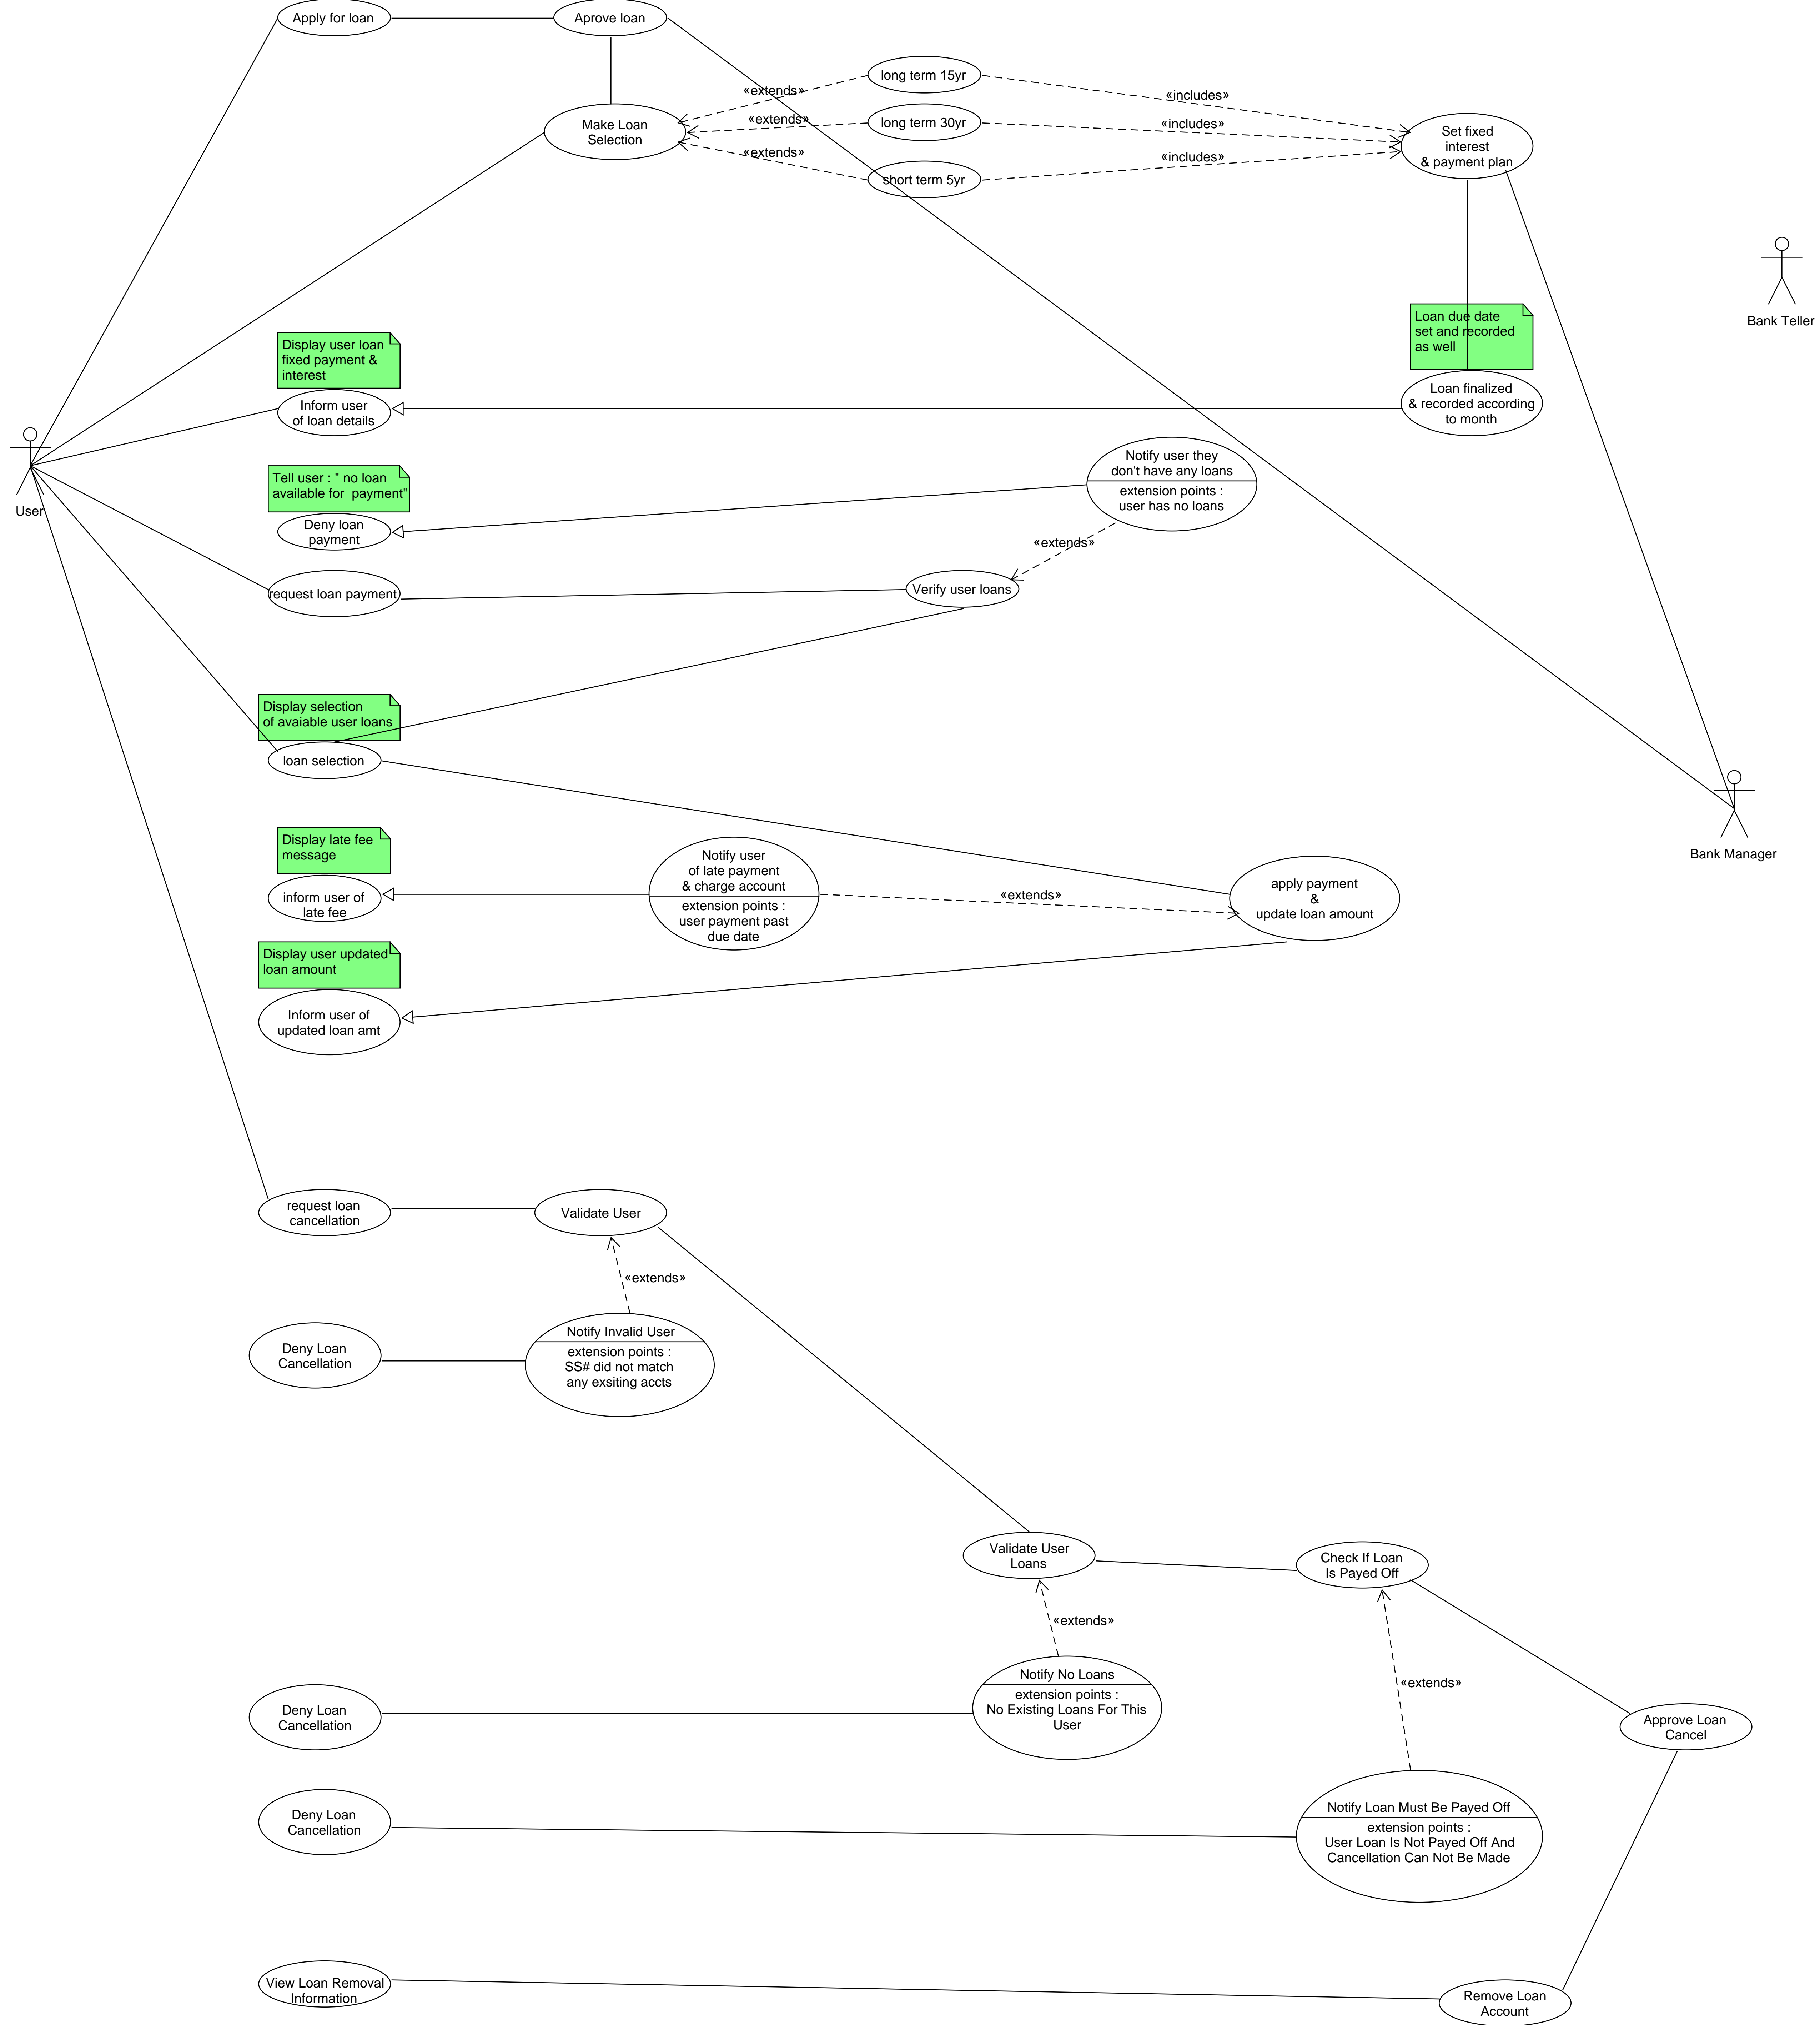 Apply for loan
Aprove loan
long term 15yr
«extends»
«includes»
Make Loan
Selection
«extends»
long term 30yr
«includes»
Set fixed
interest
& payment plan
«extends»
«includes»
short term 5yr
Bank Teller
Loan due date
set and recorded
as well
Display user loan
fixed payment &
interest
Inform user
of loan details
Loan finalized
& recorded according
to month
User
Notify user they
don't have any loans
extension points :
user has no loans
Tell user : " no loan
available for  payment"
Deny loan
payment
«extends»
request loan payment
Verify user loans
Display selection
of avaiable user loans
loan selection
Bank Manager
Display late fee
message
inform user of
late fee
Notify user
of late payment
& charge account
extension points :
user payment past
due date
«extends»
apply payment
&
update loan amount
Display user updated
loan amount
Inform user of
updated loan amt
request loan
cancellation
Validate User
«extends»
Deny Loan
Cancellation
Notify Invalid User
extension points :
SS# did not match
any exsiting accts
Validate User
Loans
Check If Loan
Is Payed Off
«extends»
«extends»
Deny Loan
Cancellation
Notify No Loans
extension points :
No Existing Loans For This
User
Approve Loan
Cancel
Deny Loan
Cancellation
Notify Loan Must Be Payed Off
extension points :
User Loan Is Not Payed Off And
Cancellation Can Not Be Made
View Loan Removal
Information
Remove Loan
Account